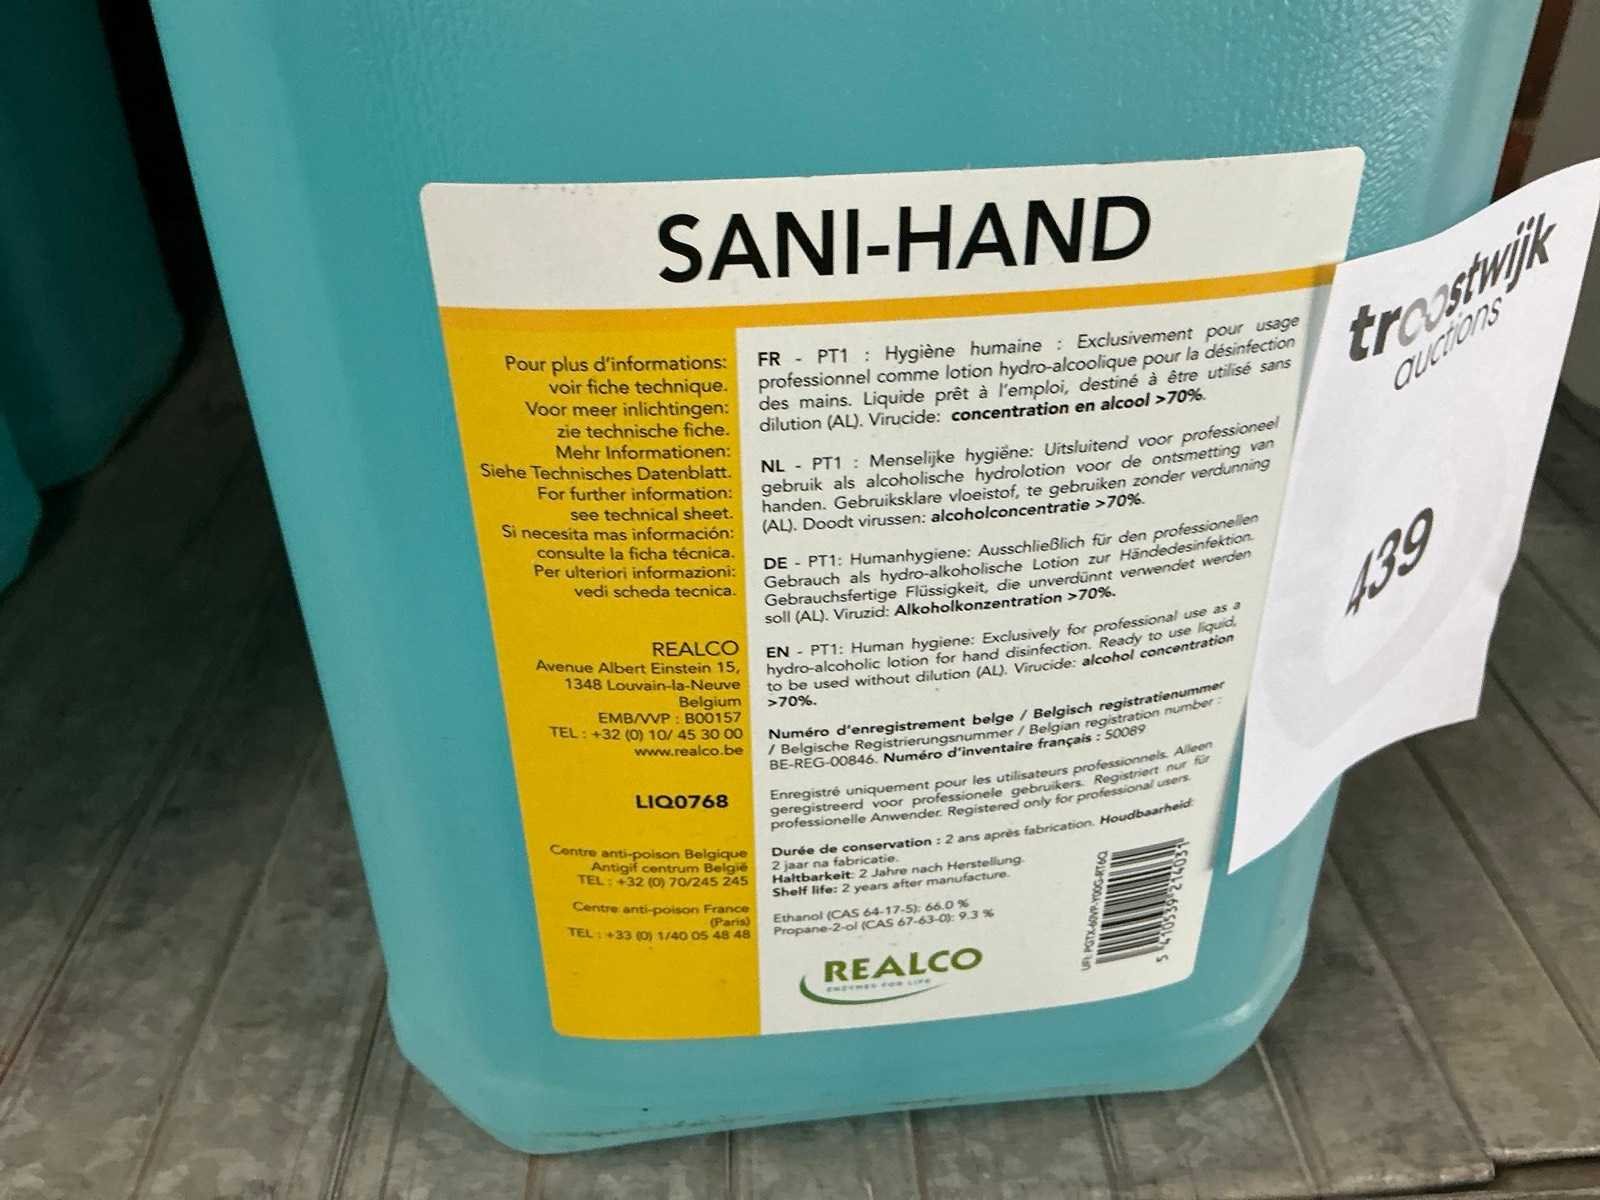 SANI-HAND
Pour plus d'informations:
voir fiche technique.
Voor meer inlichtingen:
zie technische fiche.
Mehr Informationen:
Siehe Technisches Datenblatt.
For further information:
see technical sheet.
Si necesita mas información:
consulte la ficha técnica.
Per ulteriori informazioni:
vedi scheda tecnica.
REALCO
Avenue Albert Einstein 15,
1348 Louvain-la-Neuve
Belgium
EMB/VVP : B00157
TEL : +32 (0) 10/ 45 30 00
www.realco.be
LIQ0768
Centre anti-poison Belgique
Antigif centrum België
TEL : +32 (0) 70/245 245
Centre anti-poison France
(Paris)
TEL : +33 (0) 1/40 05 48 48
FR - PT1 : Hygiène humaine : Exclusivement pour usage
professionnel comme lotion hydro-alcoolique pour la désinfection
des mains. Liquide prêt à l'emploi, destiné à être utilisé sans
dilution (AL). Virucide: concentration en alcool >70%.
NL - PT1 : Menselijke hygiëne: Uitsluitend voor professioneel
gebruik als alcoholische hydrolotion voor de ontsmetting van
handen. Gebruiksklare vloeistof, te gebruiken zonder verdunning
(AL). Doodt virussen: alcoholconcentratie >70%.
DE - PT1: Humanhygiene: Ausschließlich für den professionellen
Gebrauch als hydro-alkoholische Lotion zur Händedesinfektion.
Gebrauchsfertige Flüssigkeit, die unverdünnt verwendet werden
soll (AL). Viruzid: Alkoholkonzentration >70%.
EN - PT1: Human hygiene: Exclusively for professional use as a
hydro-alcoholic lotion for hand disinfection. Ready to use liquid,
to be used without dilution (AL). Virucide: alcohol concentration
>70%.
Numéro d'enregistrement belge / Belgisch registratienummer
/ Belgische Registrierungsnummer / Belgian registration number :
BE-REG-00846. Numéro d'inventaire français : 50089
Enregistré uniquement pour les utilisateurs professionnels. Alleen
geregistreerd voor professionele gebruikers. Registriert nur für
professionelle Anwender. Registered only for professional users.
Durée de conservation : 2 ans après fabrication. Houdbaarheid:
2 jaar na fabricatie.
Haltbarkeit: 2 Jahre nach Herstellung.
Shelf life: 2 years after manufacture.
Ethanol (CAS 64-17-5): 66.0 %
Propane-2-ol (CAS 67-63-0): 9.3 %
REALCO
ENZYMES FOR LIFE
UFI: PGTX-60VP-Y00G-RT6Q
5 410539 214031
troostwijk
auctions
439